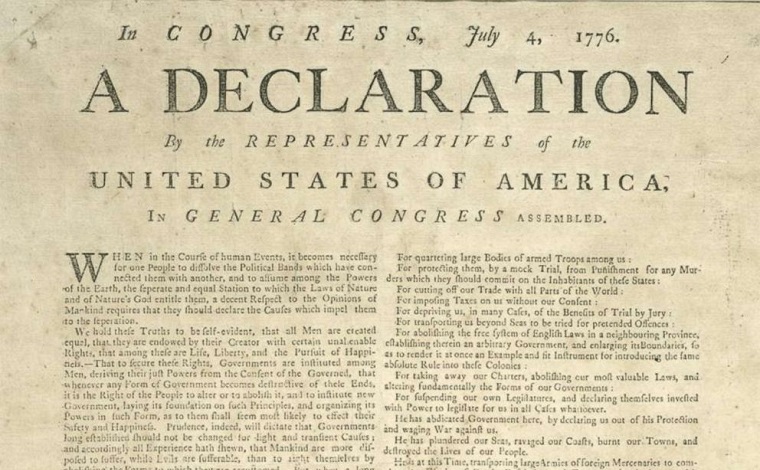 In CONGRESS, July 4, 1776.
A DECLARATION
By the REPRESENTATIVES of the
UNITED STATES OF AMERICA,
IN GENERAL CONGRESS ASSEMBLED.
WHEN in the Courſe of human Events, it becomes neceſſary
for one People to diſſolve the Political Bands which have con-
nected them with another, and to aſſume among the Powers
of the Earth, the ſeperate and equal Station to which the Laws of Nature
and of Nature's God entitle them, a decent Reſpect to the Opinions of
Mankind requires that they ſhould declare the Cauſes which impel them
to the ſeperation.
We hold theſe Truths to be ſelf-evident, that all Men are created
equal, that they are endowed by their Creator with certain unalienable
Rights, that among theſe are Life, Liberty, and the Purſuit of Happi-
neſs.—That to ſecure theſe Rights, Governments are inſtituted among
Men, deriving their juſt Powers from the Conſent of the Governed, that
whenever any Form of Government becomes deſtructive of theſe Ends,
it is the Right of the People to alter or to aboliſh it, and to inſtitute new
Government, laying its foundation on ſuch Principles, and organizing its
Powers in ſuch Form, as to them ſhall ſeem moſt likely to effect their
Safety and Happineſs. Prudence, indeed, will dictate that Governments
long eſtabliſhed ſhould not be changed for light and tranſient Cauſes;
and accordingly all Experience hath ſhewn, that Mankind are more diſ-
poſed to ſuffer, while Evils are ſufferable, than to right themſelves by
For quartering large Bodies of armed Troops among us:
For protecting them, by a mock Trial, from Puniſhment for any Mur-
ders which they ſhould commit on the Inhabitants of theſe States:
For cutting off our Trade with all Parts of the World:
For impoſing Taxes on us without our Conſent:
For depriving us, in many Caſes, of the Benefits of Trial by Jury:
For tranſporting us beyond Seas to be tried for pretended Offences:
For aboliſhing the free ſyſtem of Engliſh Laws in a neighbouring Province,
eſtabliſhing therein an arbitrary Government, and enlarging its Boundaries, ſo
as to render it at once an Example and fit Inſtrument for introducing the ſame
abſolute Rule into theſe Colonies:
For taking away our Charters, aboliſhing our moſt valuable Laws, and
altering fundamentally the Forms of our Governments:
For ſuſpending our own Legiſlatures, and declaring themſelves inveſted
with Power to legiſlate for us in all Caſes whatſoever.
He has abdicated Government here, by declaring us out of his Protection
and waging War againſt us.
He has plundered our Seas, ravaged our Coaſts, burnt our Towns, and
deſtroyed the Lives of our People.
He is at this Time, tranſporting large Armies of foreign Mercenaries to com-